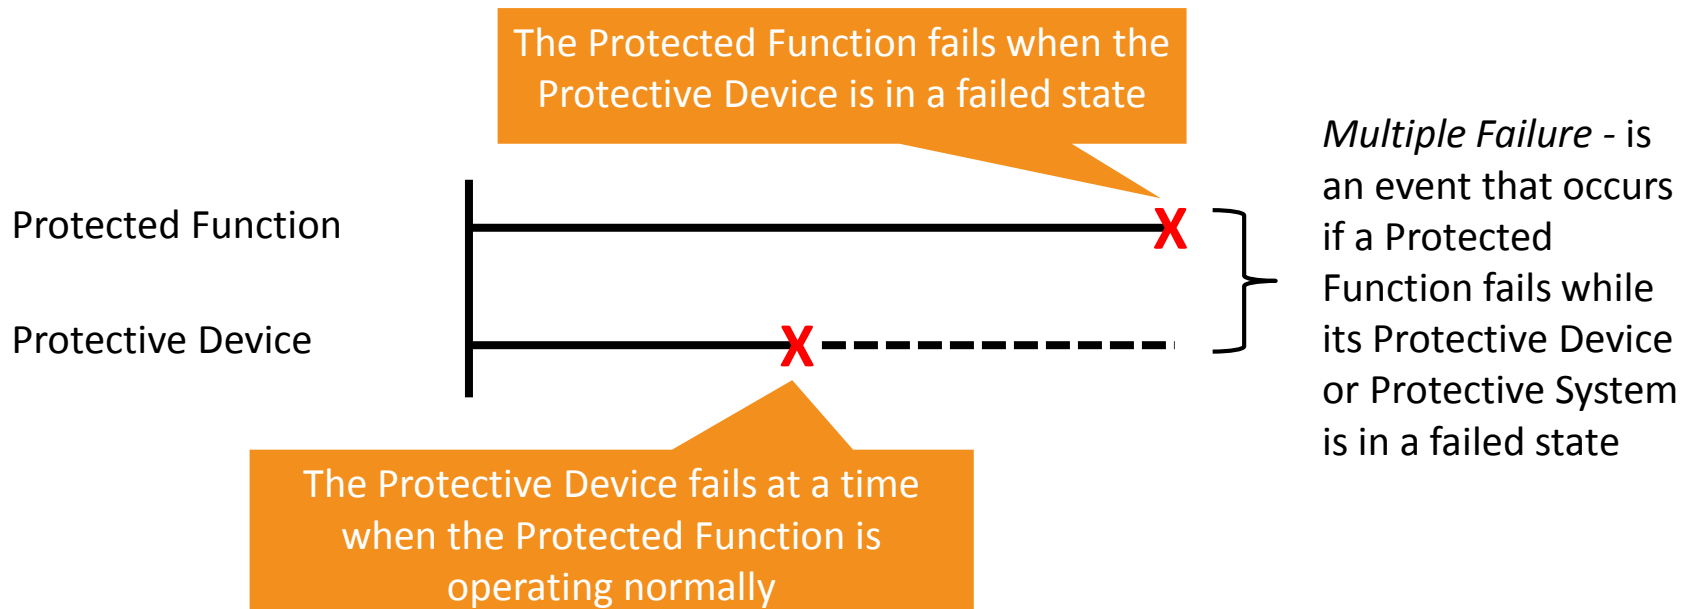 The Protected Function fails when the
Protective Device is in a failed state
Protected Function
X
Protective Device
X
The Protective Device fails at a time
when the Protected Function is
operating normally
Multiple Failure - is
an event that occurs
if a Protected
Function fails while
its Protective Device
or Protective System
is in a failed state